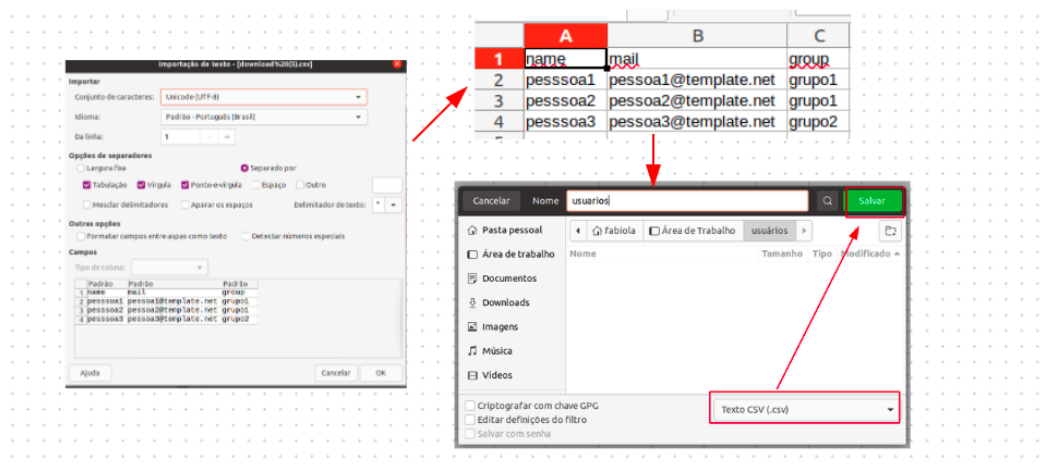 Importação de texto - [download%20(5).csv]
Importar
Conjunto de caracteres: Unicode (UTF-8)
Idioma: Padrão - Português (Brasil)
Da linha: 1
Opções de separadores
Largura fixa Separado por
Tabulação Vírgula Ponto-e-vírgula Espaço Outro
Mesclar delimitadores Aparar os espaços Delimitador de texto: "
Outras opções
Formatar campos entre aspas como texto Detectar números especiais
Campos
Tipo de coluna:
Padrão Padrão Padrão
1 name mail group
2 pesssoa1 pessoa1@template.net grupo1
3 pesssoa2 pessoa2@template.net grupo1
4 pesssoa3 pessoa3@template.net grupo2
Ajuda Cancelar OK
A B C
1 name mail group
2 pesssoa1 pessoa1@template.net grupo1
3 pesssoa2 pessoa2@template.net grupo1
4 pesssoa3 pessoa3@template.net grupo2
Cancelar Nome usuarios Salvar
Pasta pessoal fabiola Área de Trabalho usuários
Área de trabalho Nome Tamanho Tipo Modificado
Documentos
Downloads
Imagens
Música
Vídeos
Criptografar com chave GPG
Texto CSV (.csv)
Editar definições do filtro
Salvar com senha